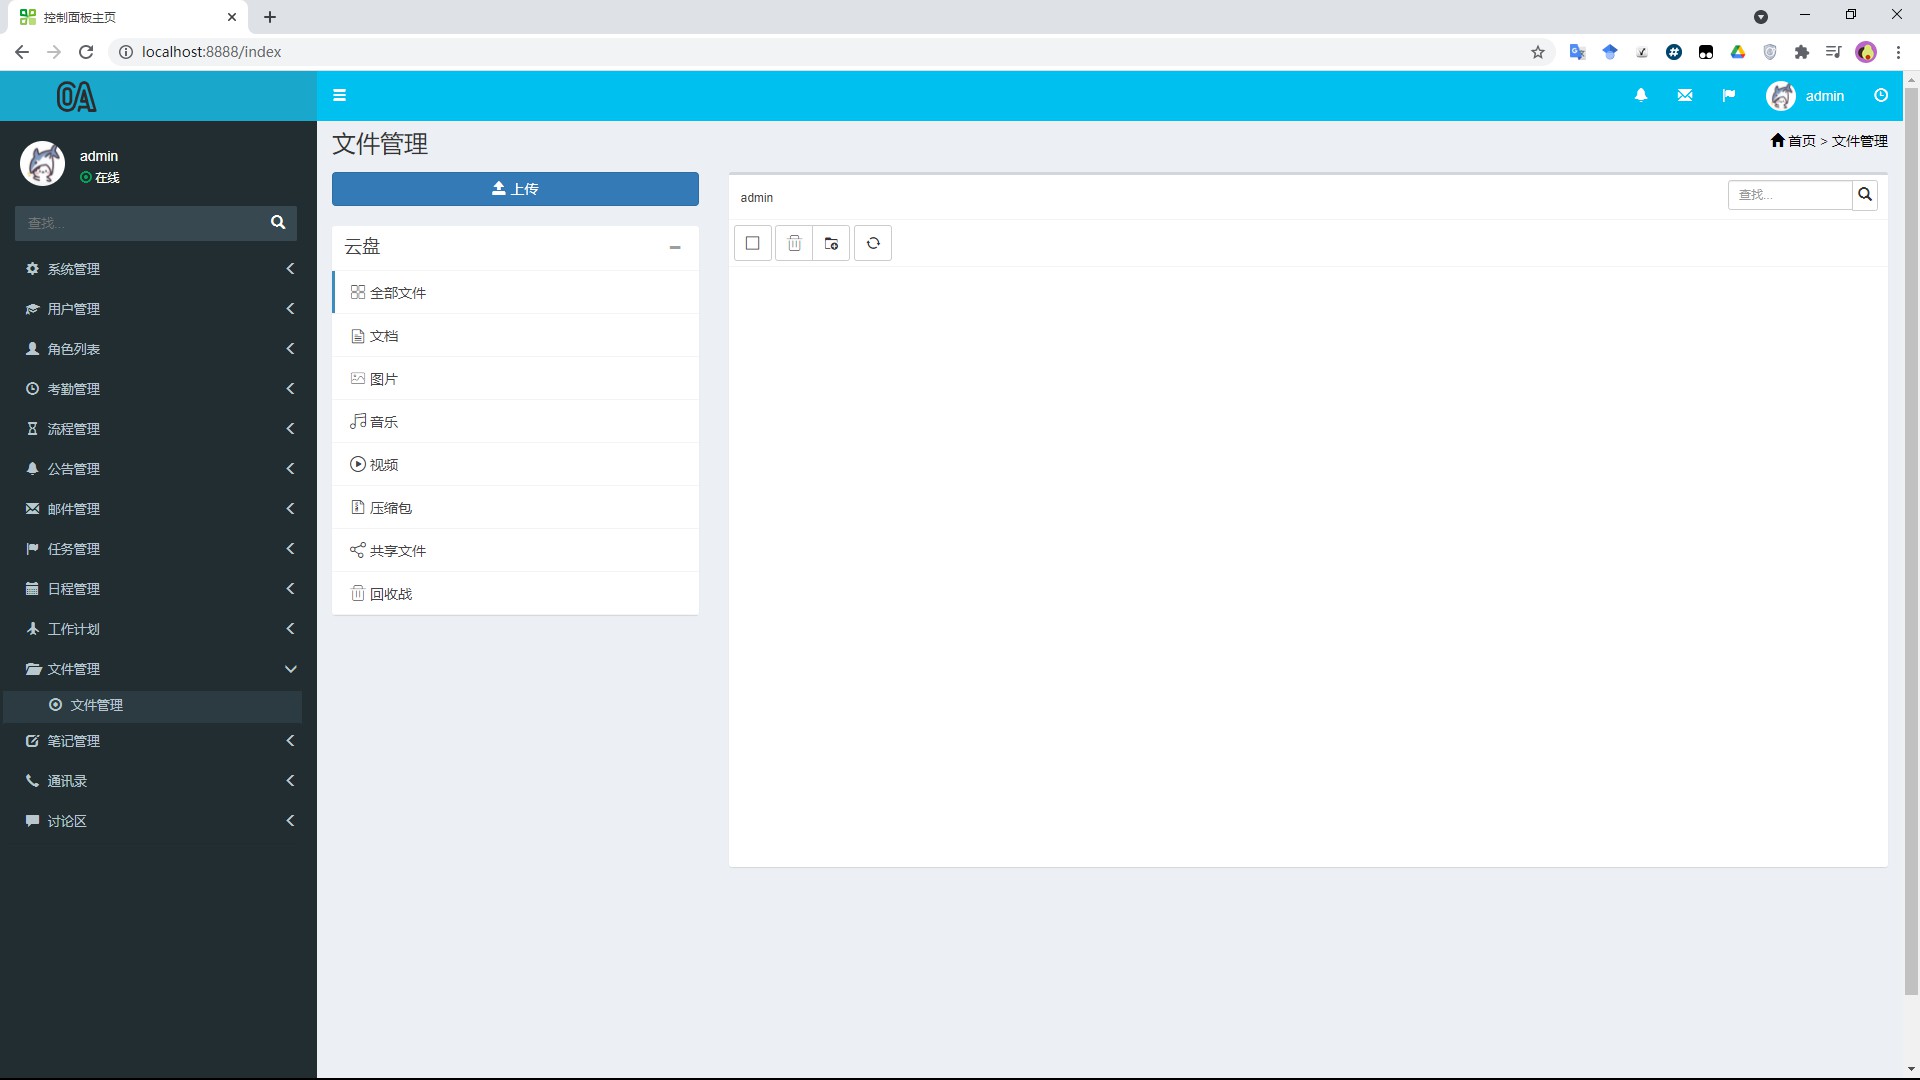 控制面板主页
localhost:8888/index
OA
admin
admin
在线
查找...
系统管理
用户管理
角色列表
考勤管理
流程管理
公告管理
邮件管理
任务管理
日程管理
工作计划
文件管理
文件管理
笔记管理
通讯录
讨论区
文件管理
首页 > 文件管理
上传
云盘
全部文件
文档
图片
音乐
视频
压缩包
共享文件
回收战
admin
查找...